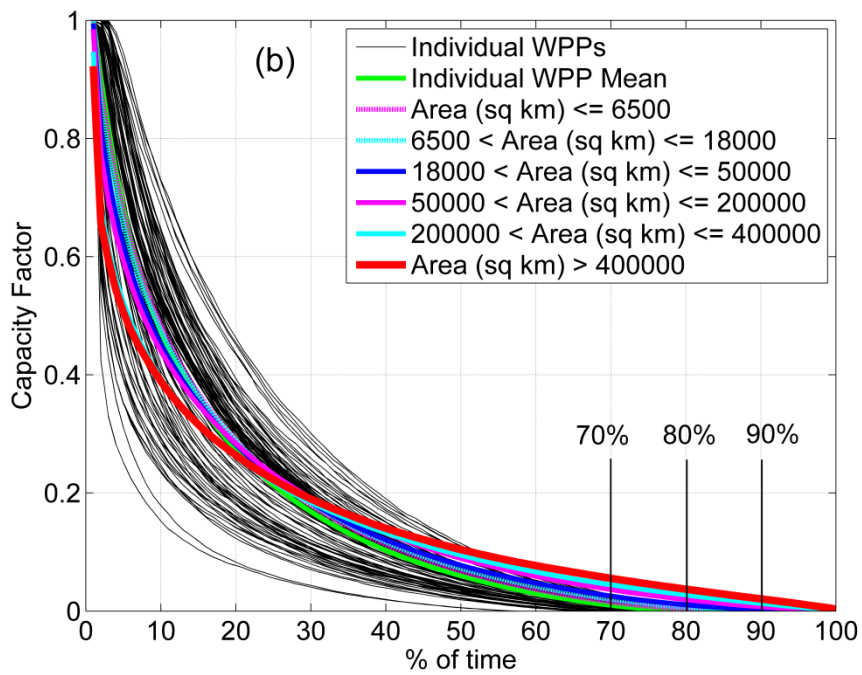 (b)
Individual WPPs
Individual WPP Mean
Area (sq km) <= 6500
6500 < Area (sq km) <= 18000
18000 < Area (sq km) <= 50000
50000 < Area (sq km) <= 200000
200000 < Area (sq km) <= 400000
Area (sq km) > 400000
Capacity Factor
1
0.8
0.6
0.4
0.2
0
70%
80%
90%
0 10 20 30 40 50 60 70 80 90 100
% of time